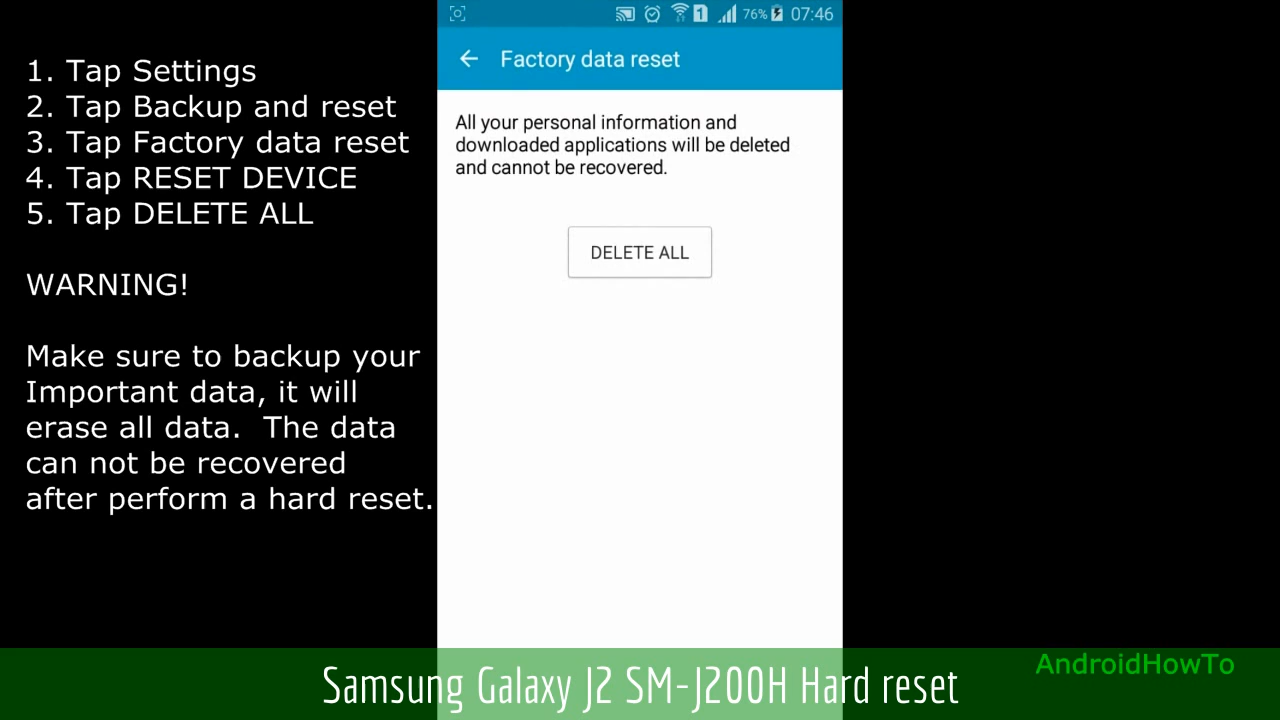 1. Tap Settings
2. Tap Backup and reset
3. Tap Factory data reset
4. Tap RESET DEVICE
5. Tap DELETE ALL
WARNING!
Make sure to backup your
Important data, it will
erase all data.  The data
can not be recovered
after perform a hard reset.
1 76% 07:46
Factory data reset
All your personal information and
downloaded applications will be deleted
and cannot be recovered.
DELETE ALL
AndroidHowTo
Samsung Galaxy J2 SM-J200H Hard reset